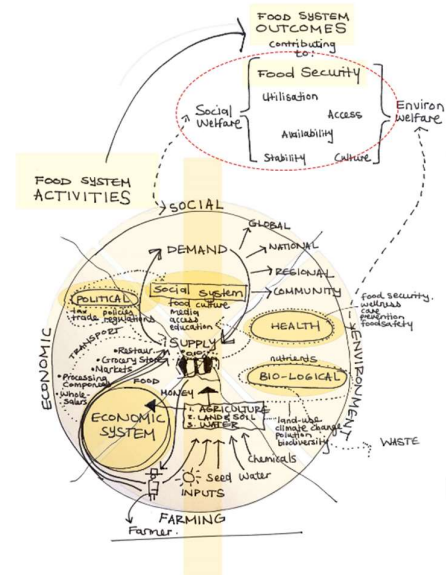 FOOD SYSTEM
OUTCOMES
contributing
to:
Food Security
Utilisation
Access
Availability
Stability
Culture
Social
Welfare
Environ
Welfare
FOOD SYSTEM
ACTIVITIES
SOCIAL
GLOBAL
NATIONAL
REGIONAL
COMMUNITY
DEMAND
Social System
food culture
media
access
education
POLITICAL
tax policies
trade regulations
TRANSPORT
SUPPLY
HEALTH
food security.
wellness
care
prevention
foodsafety
ECONOMIC
ENVIRONMENT
• Restaur.
• Grocery Store
• Markets
• Processing
Components
• Whole-
salers
FOOD
MONEY
nutrients
BIO-LOGICAL
ECONOMIC
SYSTEM
1. AGRICULTURE
2. LAND & SOIL
3. WATER
land-use
climate change
polution
biodiversity
WASTE
Chemicals
Seed Water
INPUTS
FARMING
Farmer.